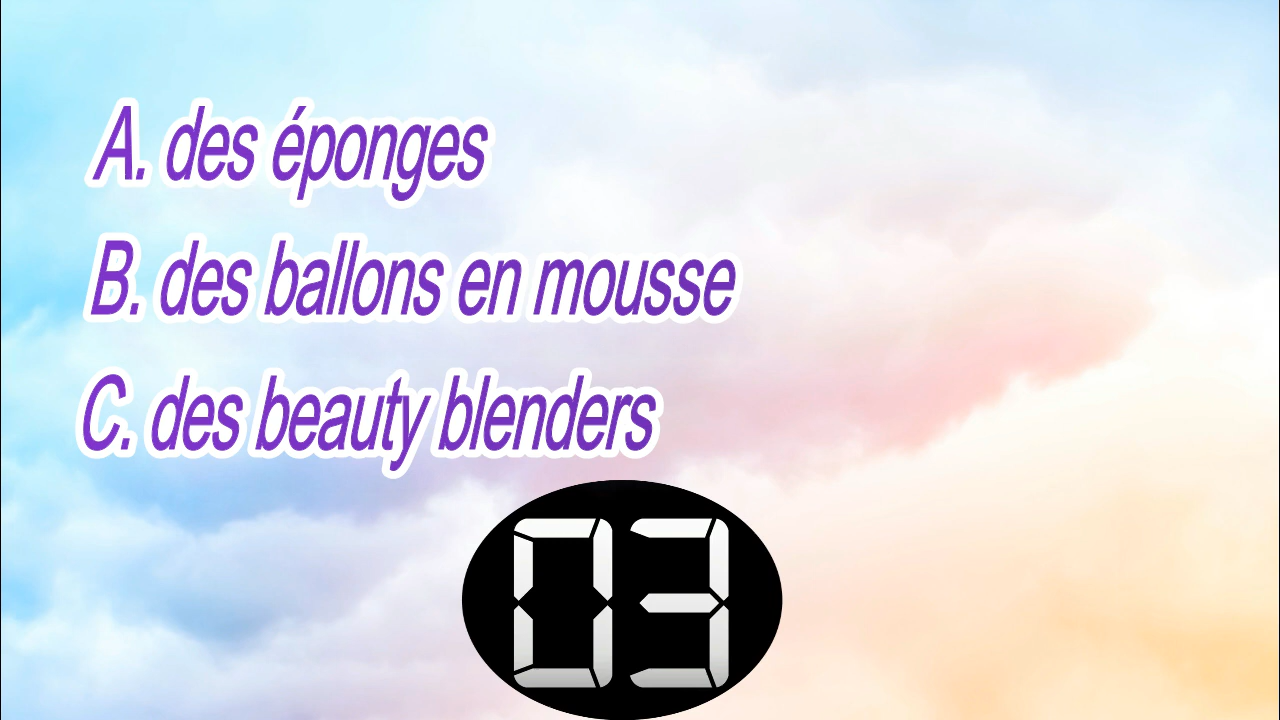 A. des éponges
B. des ballons en mousse
C. des beauty blenders
03